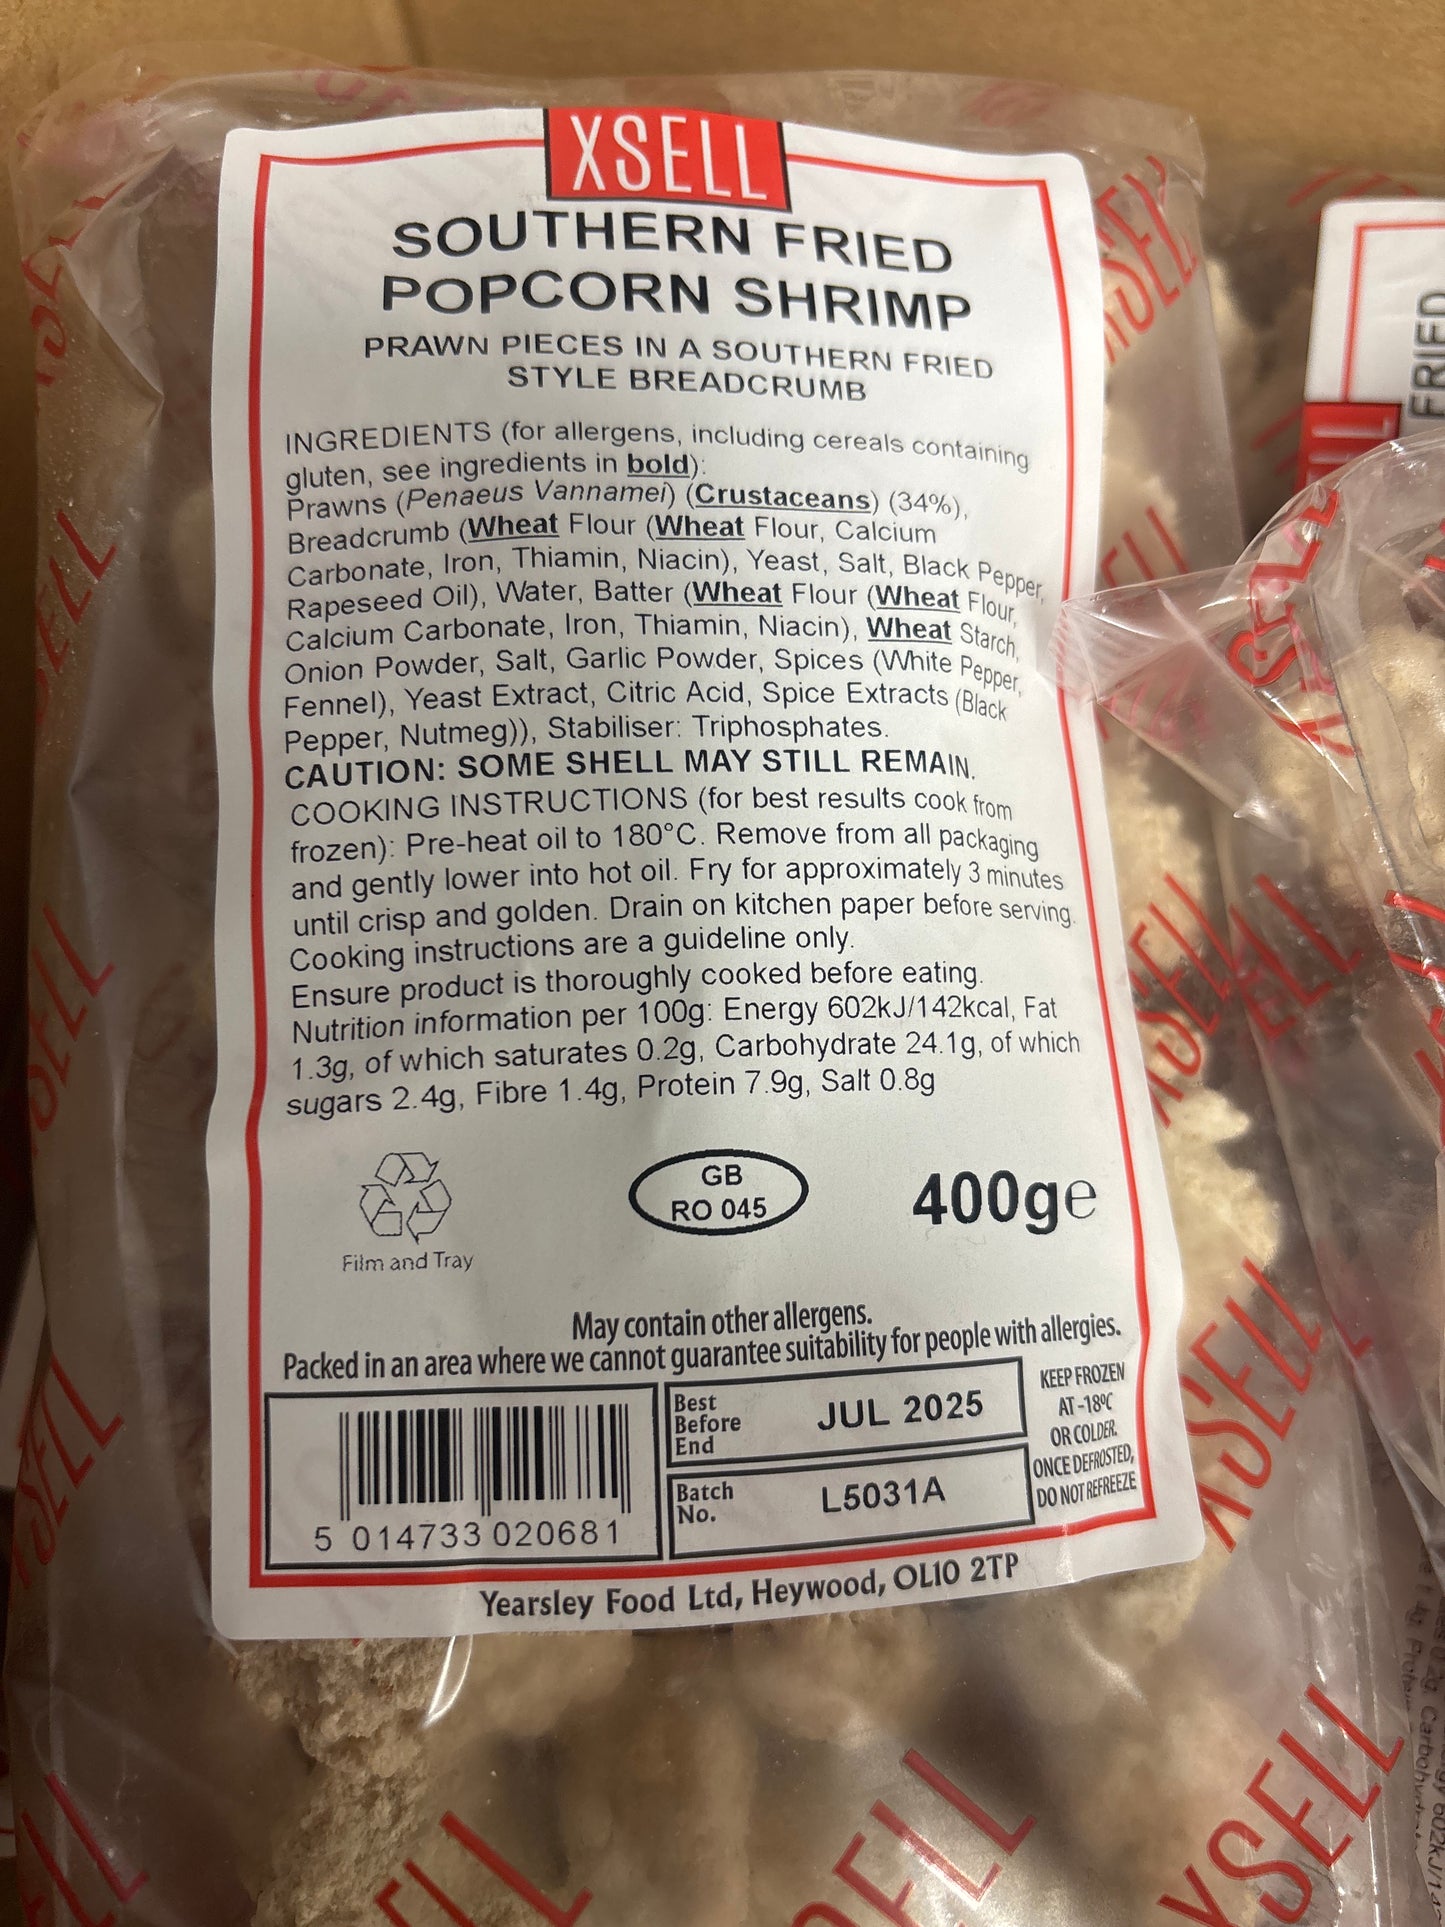 XSELL
SOUTHERN FRIED
POPCORN SHRIMP
PRAWN PIECES IN A SOUTHERN FRIED
STYLE BREADCRUMB
INGREDIENTS (for allergens, including cereals containing
gluten, see ingredients in bold):
Prawns (Penaeus Vannamei) (Crustaceans) (34%),
Breadcrumb (Wheat Flour (Wheat Flour, Calcium
Carbonate, Iron, Thiamin, Niacin), Yeast, Salt, Black Pepper,
Rapeseed Oil), Water, Batter (Wheat Flour (Wheat Flour,
Calcium Carbonate, Iron, Thiamin, Niacin), Wheat Starch,
Onion Powder, Salt, Garlic Powder, Spices (White Pepper,
Fennel), Yeast Extract, Citric Acid, Spice Extracts (Black
Pepper, Nutmeg)), Stabiliser: Triphosphates.
CAUTION: SOME SHELL MAY STILL REMAIN.
COOKING INSTRUCTIONS (for best results cook from
frozen): Pre-heat oil to 180°C. Remove from all packaging
and gently lower into hot oil. Fry for approximately 3 minutes
until crisp and golden. Drain on kitchen paper before serving.
Cooking instructions are a guideline only.
Ensure product is thoroughly cooked before eating.
Nutrition information per 100g: Energy 602kJ/142kcal, Fat
1.3g, of which saturates 0.2g, Carbohydrate 24.1g, of which
sugars 2.4g, Fibre 1.4g, Protein 7.9g, Salt 0.8g
GB
RO 045
400g℮
Film and Tray
May contain other allergens.
Packed in an area where we cannot guarantee suitability for people with allergies.
Best
Before
End
JUL 2025
Batch
No.
L5031A
KEEP FROZEN
AT -18°C
OR COLDER.
ONCE DEFROSTED,
DO NOT REFREEZE
5 014733 020681
Yearsley Food Ltd, Heywood, OL10 2TP
FRIED
XSELL
XSELL
XSELL